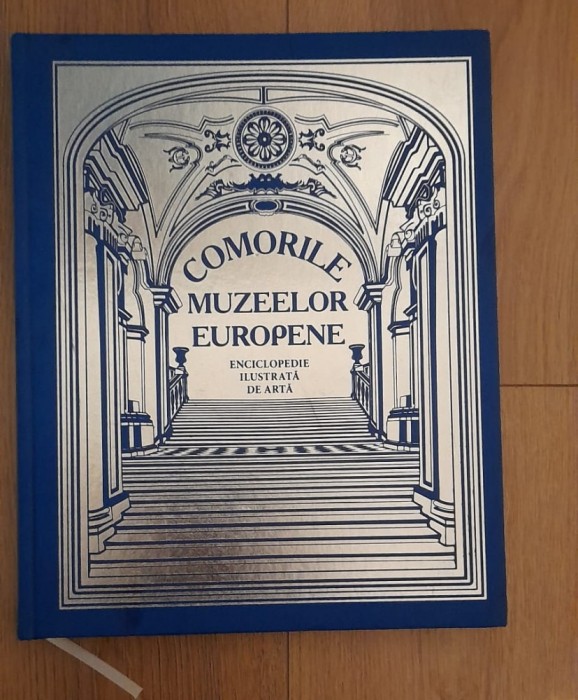 COMORILE
MUZEELOR
EUROPENE
ENCICLOPEDIE
ILUSTRATĂ
DE ARTĂ